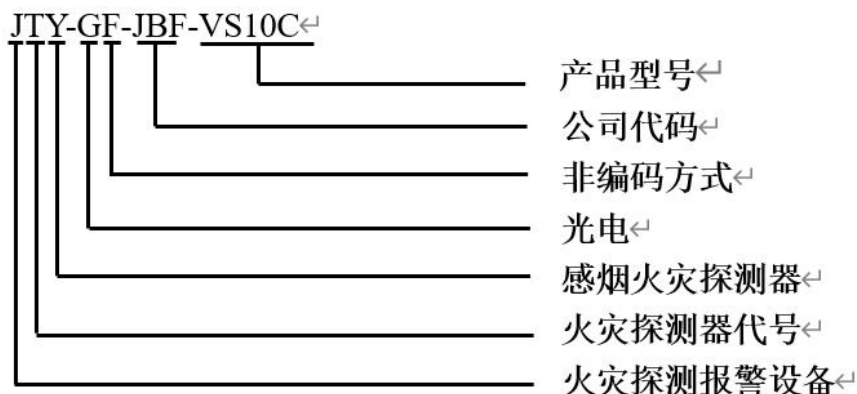 JTY-GF-JBF-VS10C↵
产品型号↵
公司代码↵
非编码方式↵
光电↵
感烟火灾探测器↵
火灾探测器代号↵
火灾探测报警设备↵